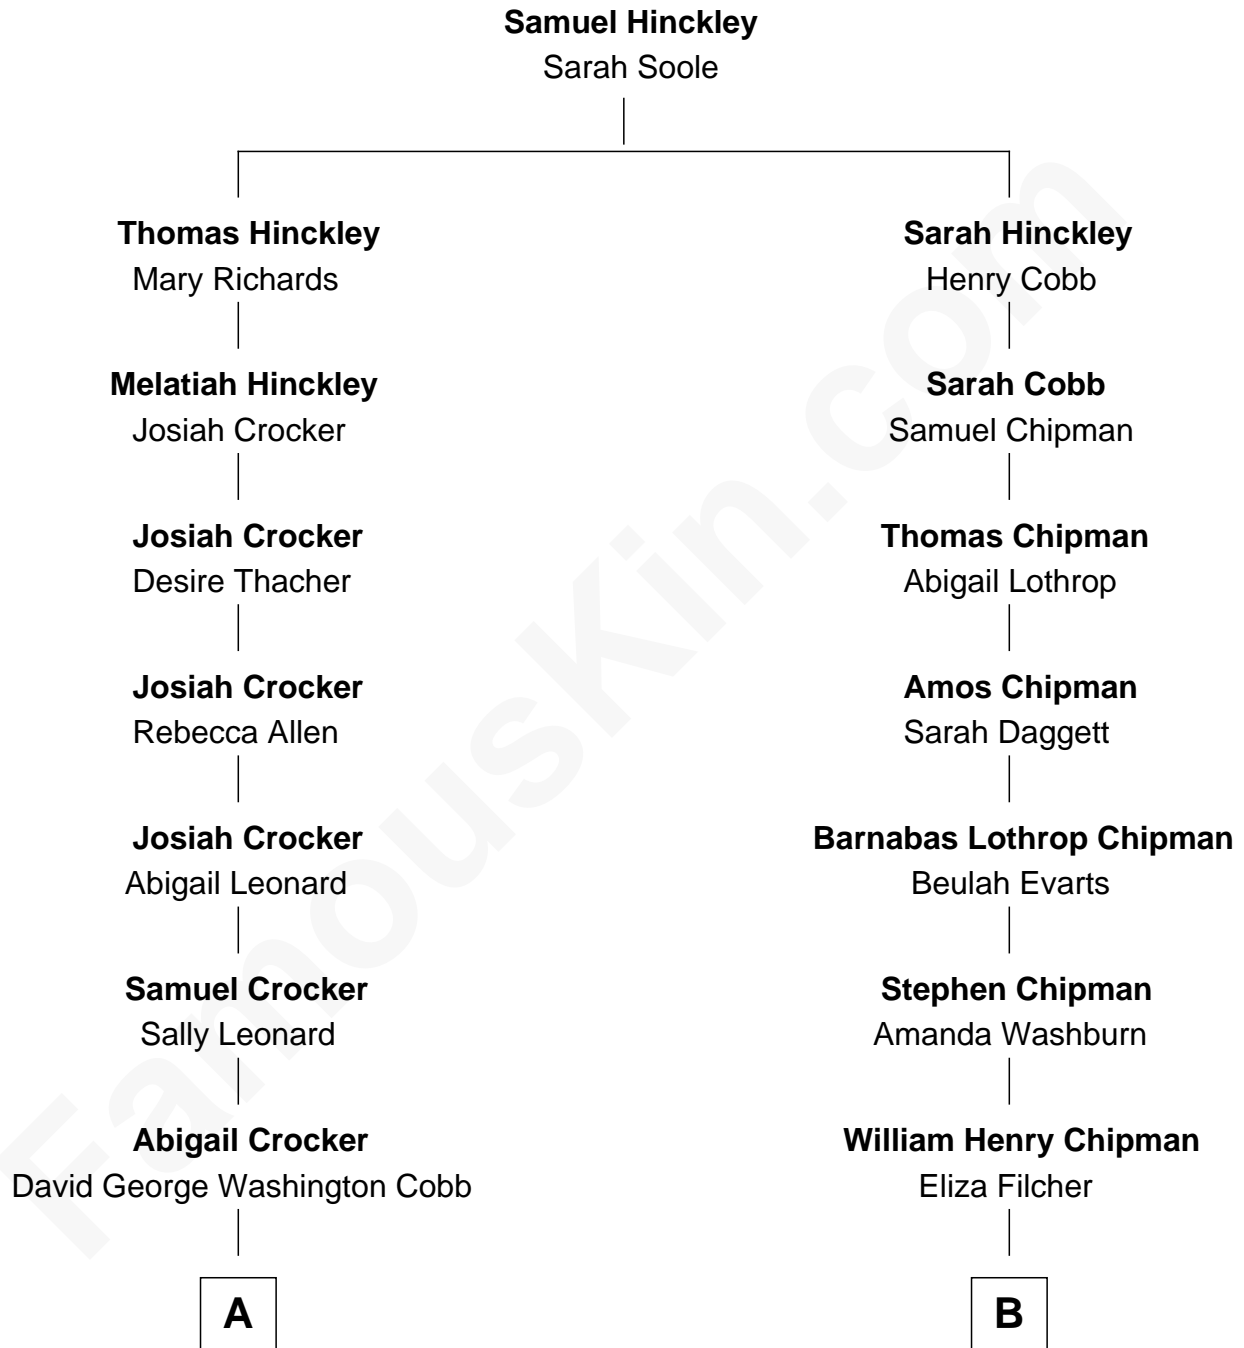 Samuel Hinckley
Sarah Soole
Thomas Hinckley
Mary Richards
Melatiah Hinckley
Josiah Crocker
Josiah Crocker
Desire Thacher
Josiah Crocker
Rebecca Allen
Josiah Crocker
Abigail Leonard
Samuel Crocker
Sally Leonard
Abigail Crocker
David George Washington Cobb
A
Sarah Hinckley
Henry Cobb
Sarah Cobb
Samuel Chipman
Thomas Chipman
Abigail Lothrop
Amos Chipman
Sarah Daggett
Barnabas Lothrop Chipman
Beulah Evarts
Stephen Chipman
Amanda Washburn
William Henry Chipman
Eliza Filcher
B
FamousKin.com